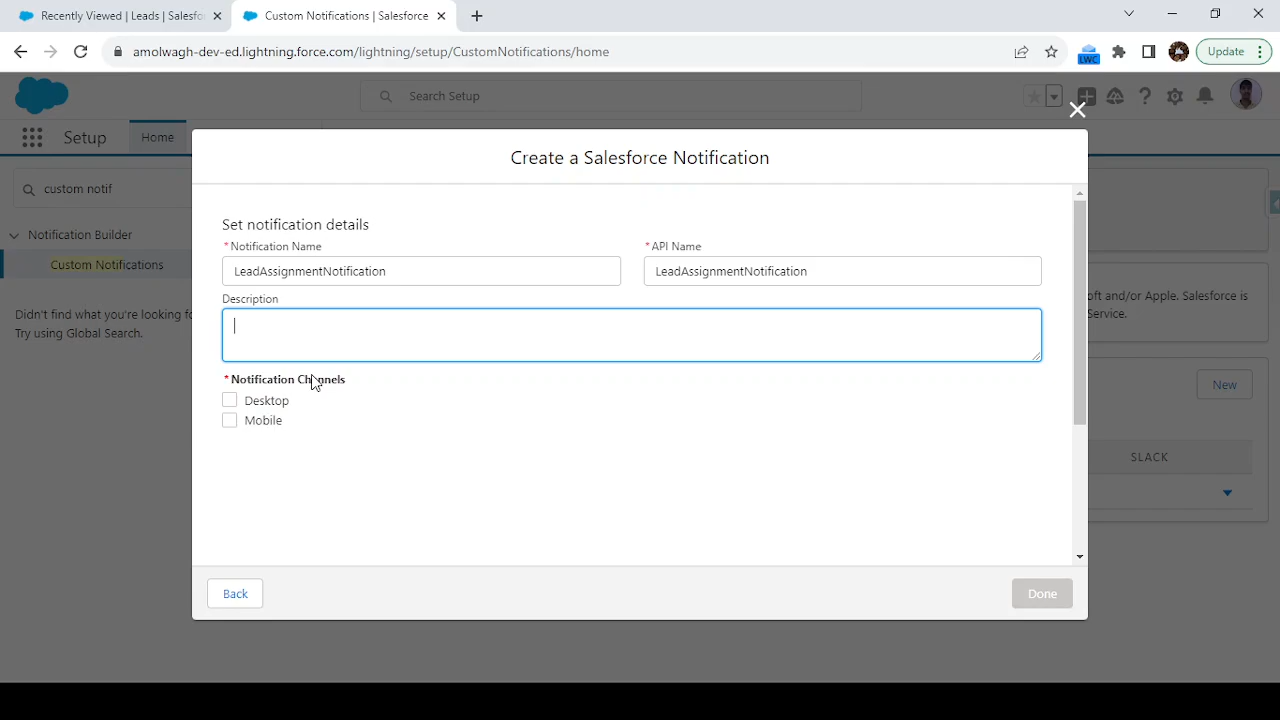 Recently Viewed | Leads | Salesfo
Custom Notifications | Salesforce
amolwagh-dev-ed.lightning.force.com/lightning/setup/CustomNotifications/home
LWC
Update
Search Setup
Setup
Home
Create a Salesforce Notification
custom notif
Set notification details
Notification Builder
*Notification Name
*API Name
Custom Notifications
LeadAssignmentNotification
LeadAssignmentNotification
Description
Didn't find what you're looking fo
Try using Global Search.
oft and/or Apple. Salesforce is
Service.
*Notification Channels
New
Desktop
Mobile
SLACK
Back
Done